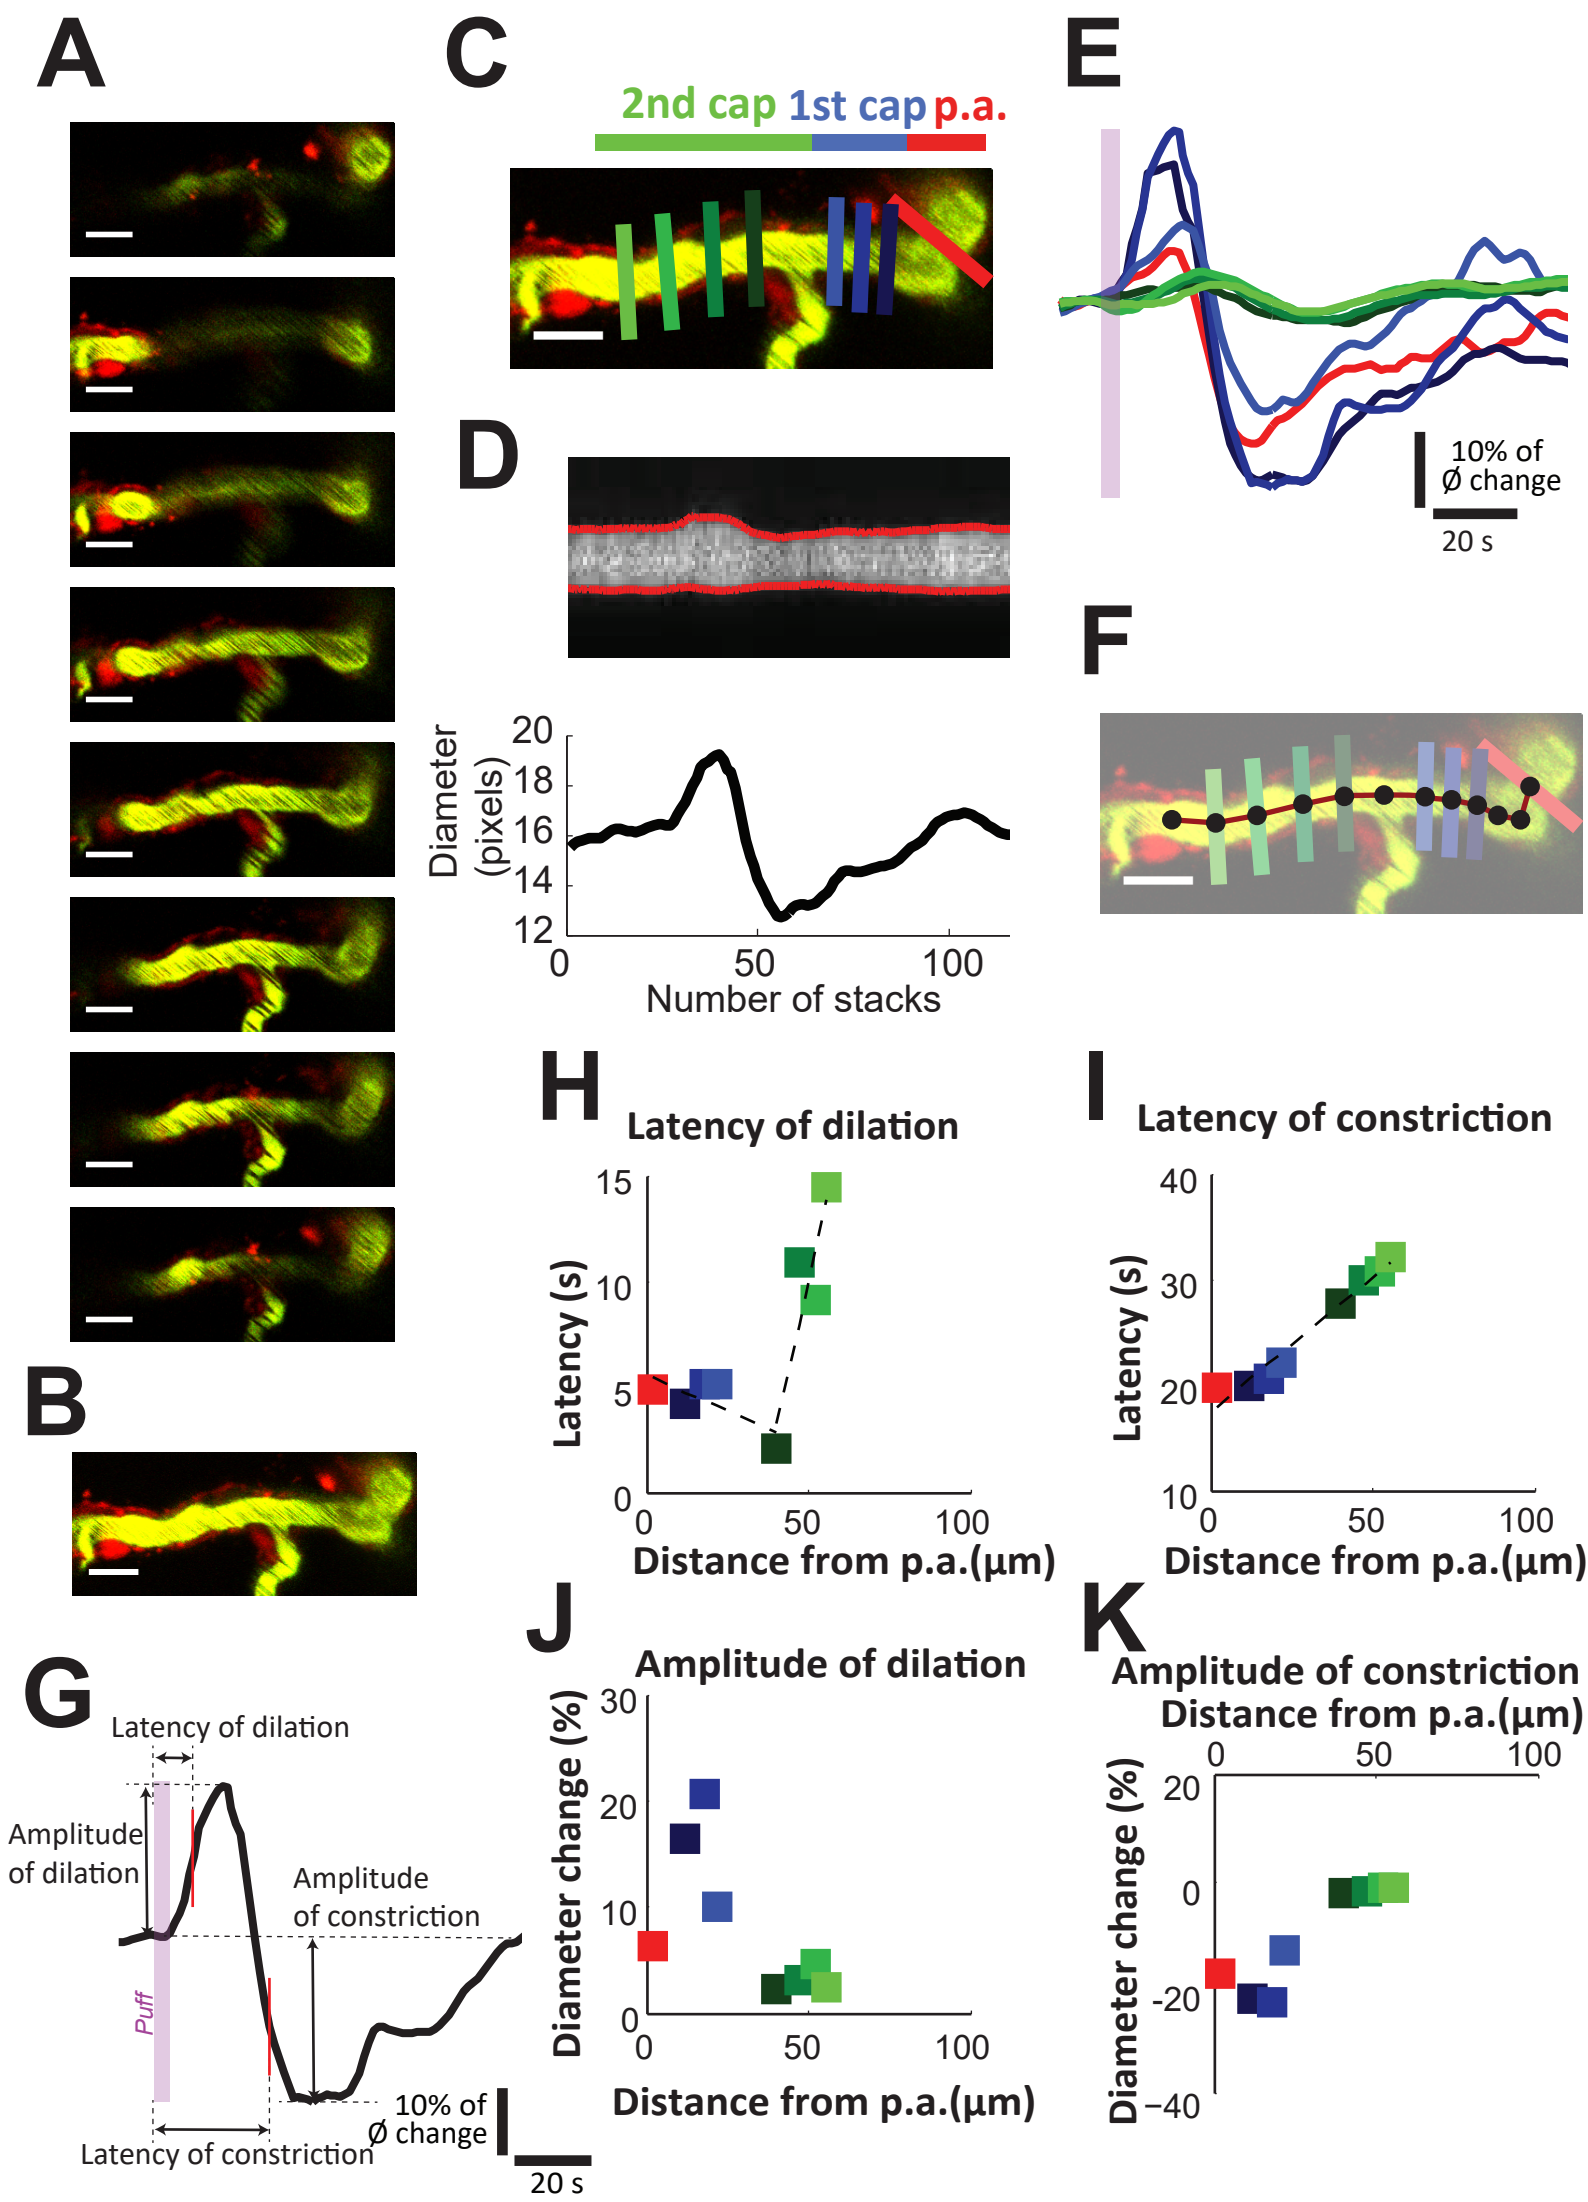 A
C
2nd cap 1st cap p.a.
E
10% of
Ø change
20 s
D
Diameter
(pixels)
20
18
16
14
12
0 50 100
Number of stacks
F
B
H
Latency of dilation
Latency (s)
15
10
5
0
0 50 100
Distance from p.a.(µm)
I
Latency of constriction
Latency (s)
40
30
20
10
0 50 100
Distance from p.a.(µm)
G
Latency of dilation
Amplitude
of dilation
Amplitude
of constriction
Puff
Latency of constriction
10% of
Ø change
20 s
J
Amplitude of dilation
Diameter change (%)
30
20
10
0
0 50 100
Distance from p.a.(µm)
K
Amplitude of constriction
Distance from p.a.(µm)
0 50 100
Diameter change (%)
20
0
-20
−40